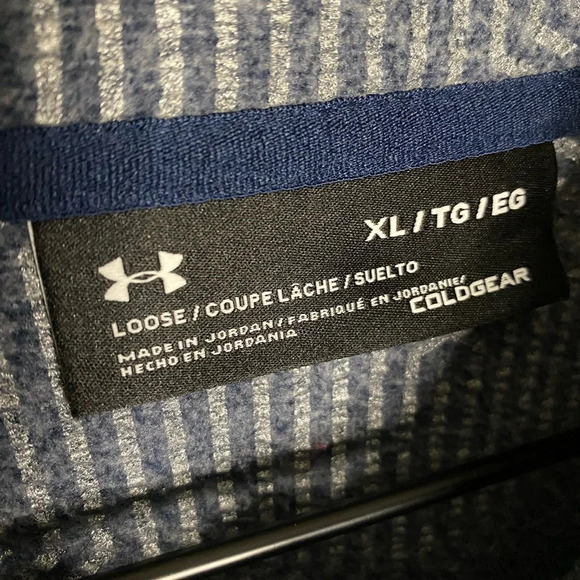 XL/TG/EG
LOOSE/COUPE LÂCHE/SUELTO
MADE IN JORDAN/FABRIQUÉ EN JORDANIE/
HECHO EN JORDANIA
COLDGEAR